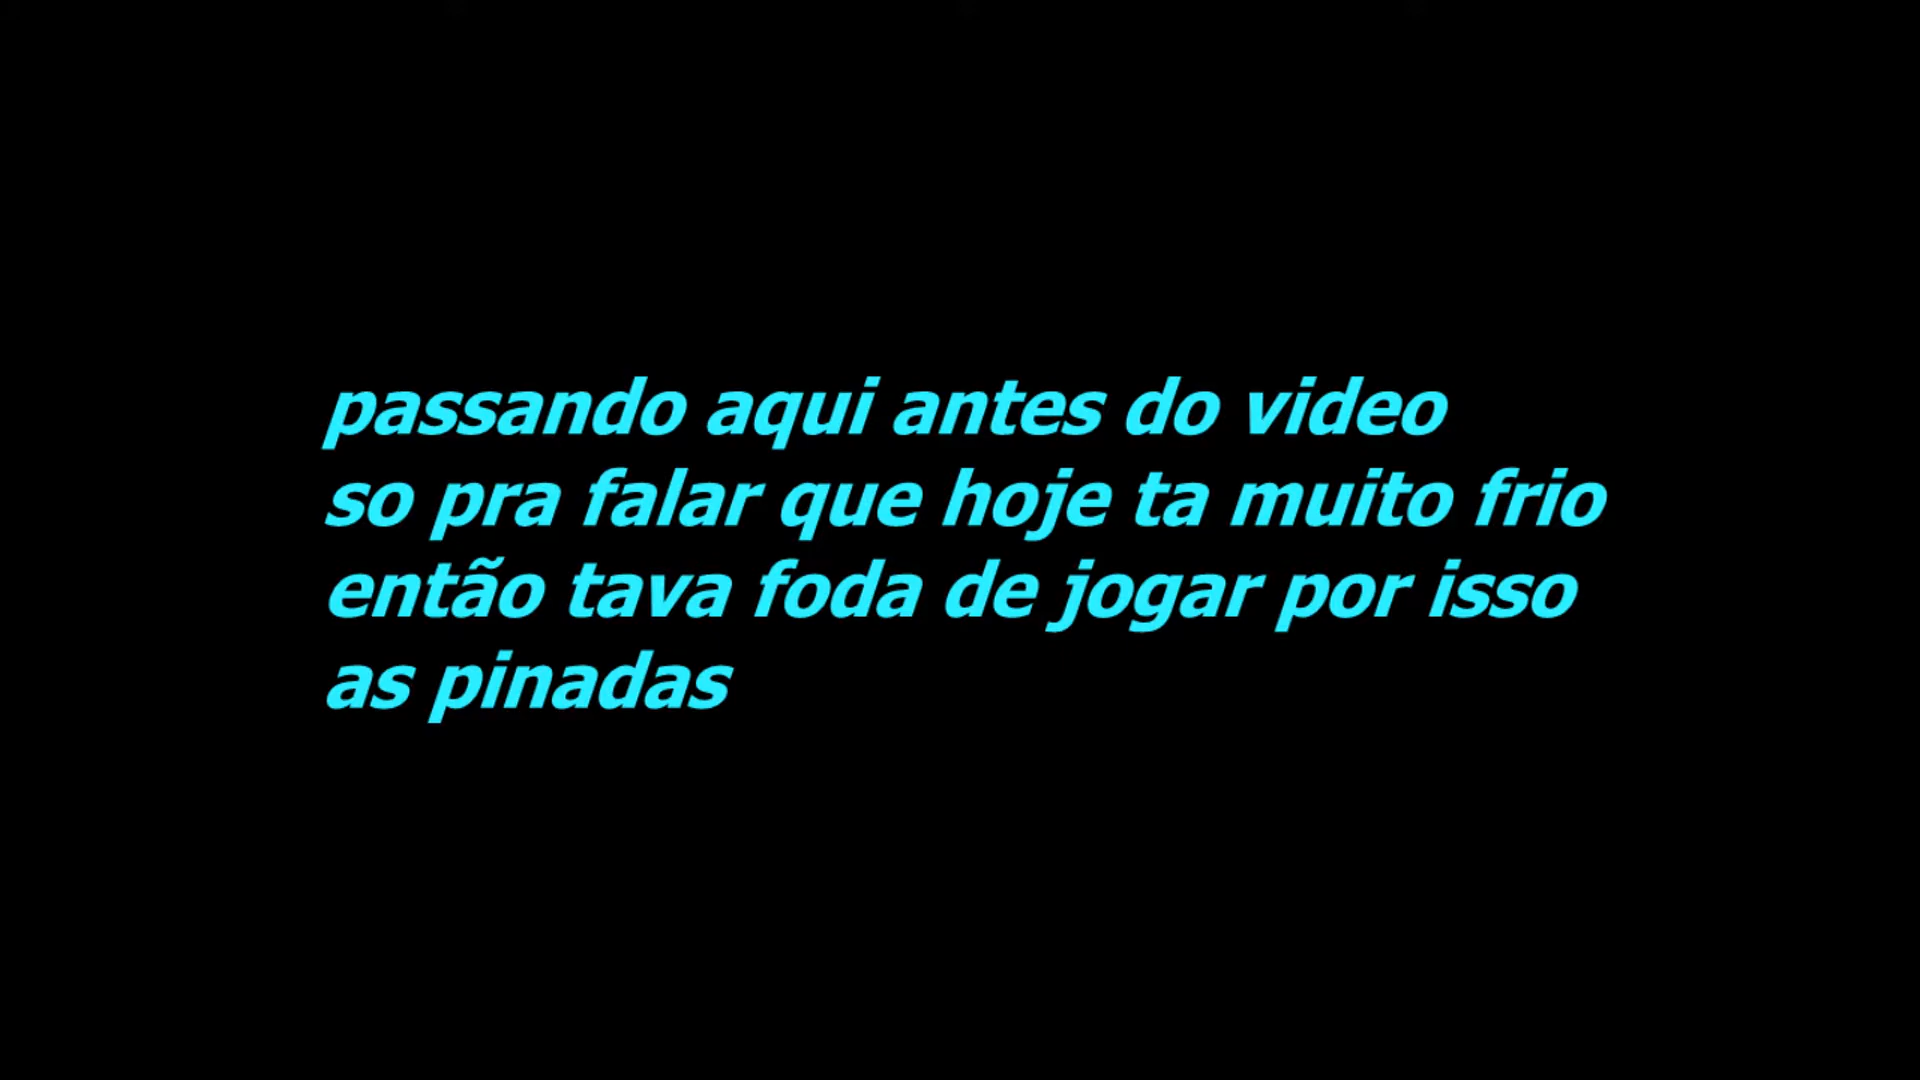 passando aqui antes do video
so pra falar que hoje ta muito frio
então tava foda de jogar por isso
as pinadas